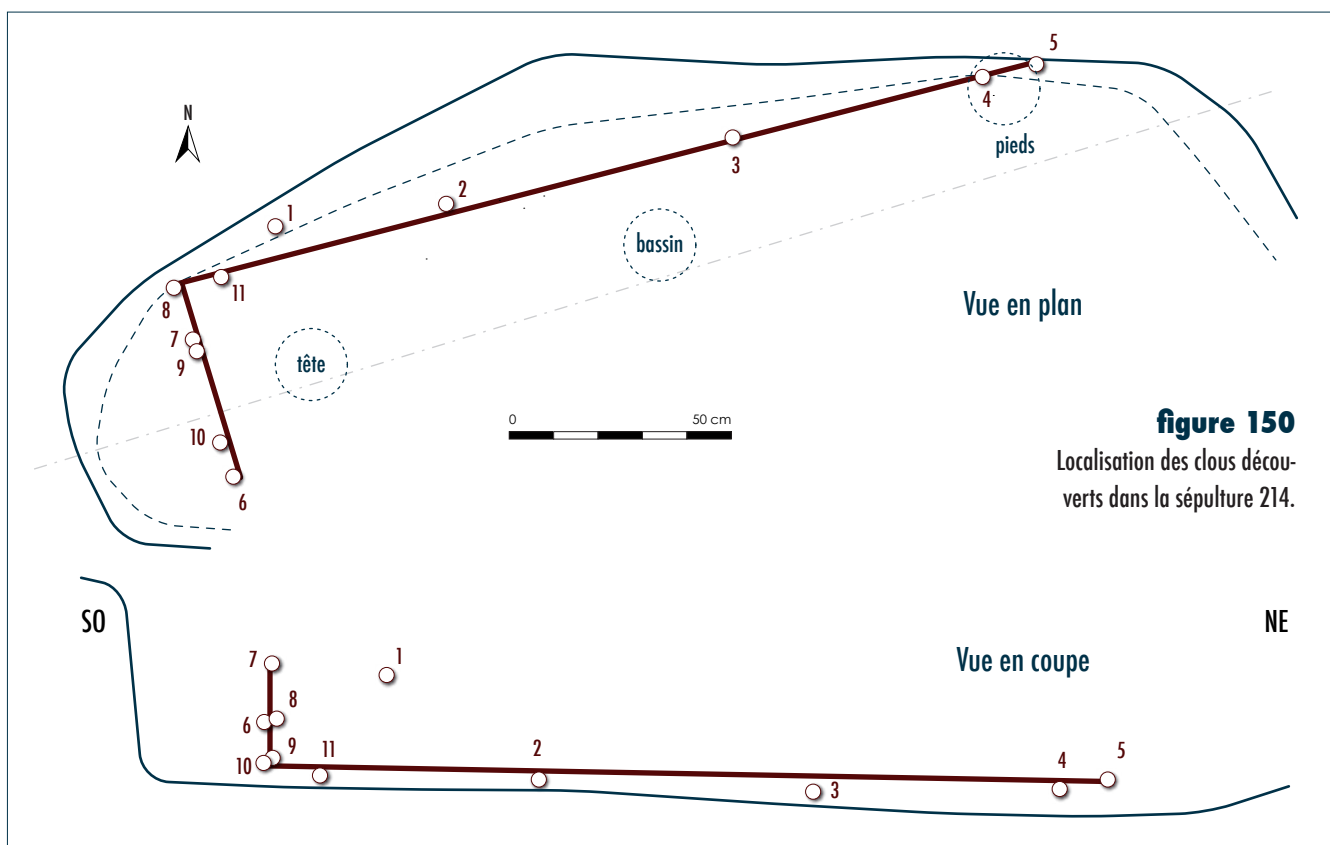 5
N
4
pieds
3
2
1
bassin
11
8
Vue en plan
7
9
tête
0 50 cm
figure 150
10
Localisation des clous décou-
verts dans la sépulture 214.
6
SO
NE
7
1
Vue en coupe
8
6
9
11
2
4
5
10
3